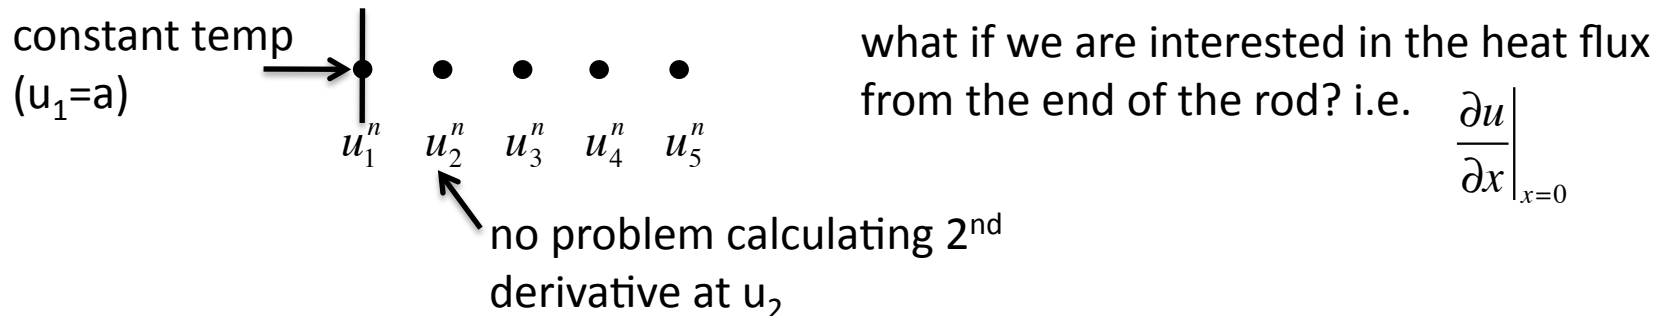 constant temp
(u₁=a)
u₁ⁿ u₂ⁿ u₃ⁿ u₄ⁿ u₅ⁿ
no problem calculating 2ⁿᵈ
derivative at u₂
what if we are interested in the heat flux
from the end of the rod? i.e. ∂u/∂x|ₓ₌₀